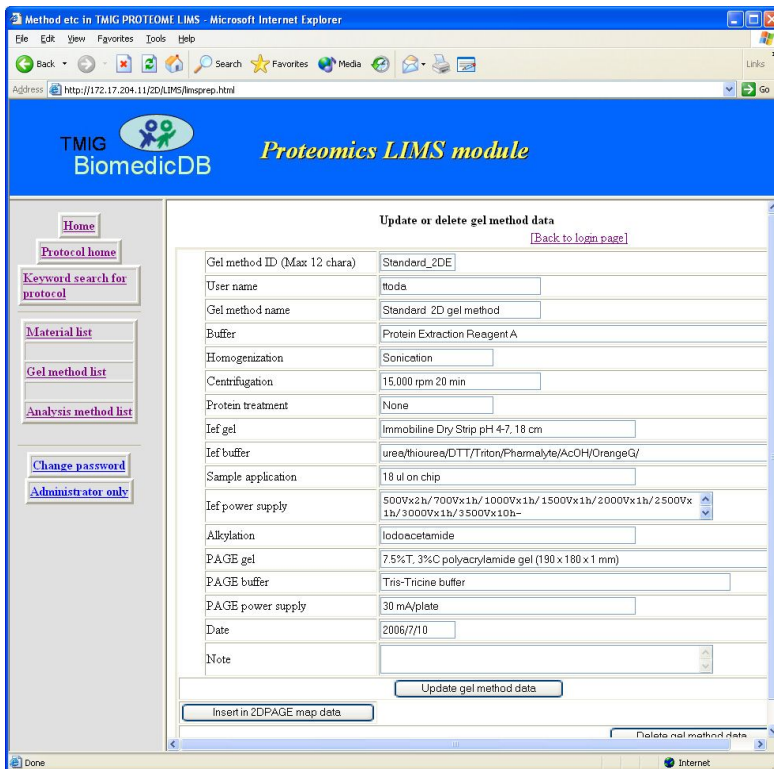 Method etc in TMIG PROTEOME LIMS - Microsoft Internet Explorer
File Edit View Favorites Tools Help
Back Search Favorites Media
Links
Address http://172.17.204.11/2D/LIMS/limsprep.html Go
TMIG
BiomedicDB
Proteomics LIMS module
Home
Protocol home
Keyword search for
protocol
Material list
Gel method list
Analysis method list
Change password
Administrator only
Update or delete gel method data
[Back to login page]
Gel method ID (Max 12 chara) Standard_2DE
User name ttoda
Gel method name Standard 2D gel method
Buffer Protein Extraction Reagent A
Homogenization Sonication
Centrifugation 15,000 rpm 20 min
Protein treatment None
Ief gel Immobiline Dry Strip pH 4-7, 18 cm
Ief buffer urea/thiourea/DTT/Triton/Pharmalyte/AcOH/OrangeG/
Sample application 18 ul on chip
Ief power supply 500Vx2h/700Vx1h/1000Vx1h/1500Vx1h/2000Vx1h/2500Vx
1h/3000Vx1h/3500Vx10h-
Alkylation Iodoacetamide
PAGE gel 7.5%T, 3%C polyacrylamide gel (190 x 180 x 1 mm)
PAGE buffer Tris-Tricine buffer
PAGE power supply 30 mA/plate
Date 2006/7/10
Note
Update gel method data
Insert in 2DPAGE map data
Delete gel method data
Done Internet